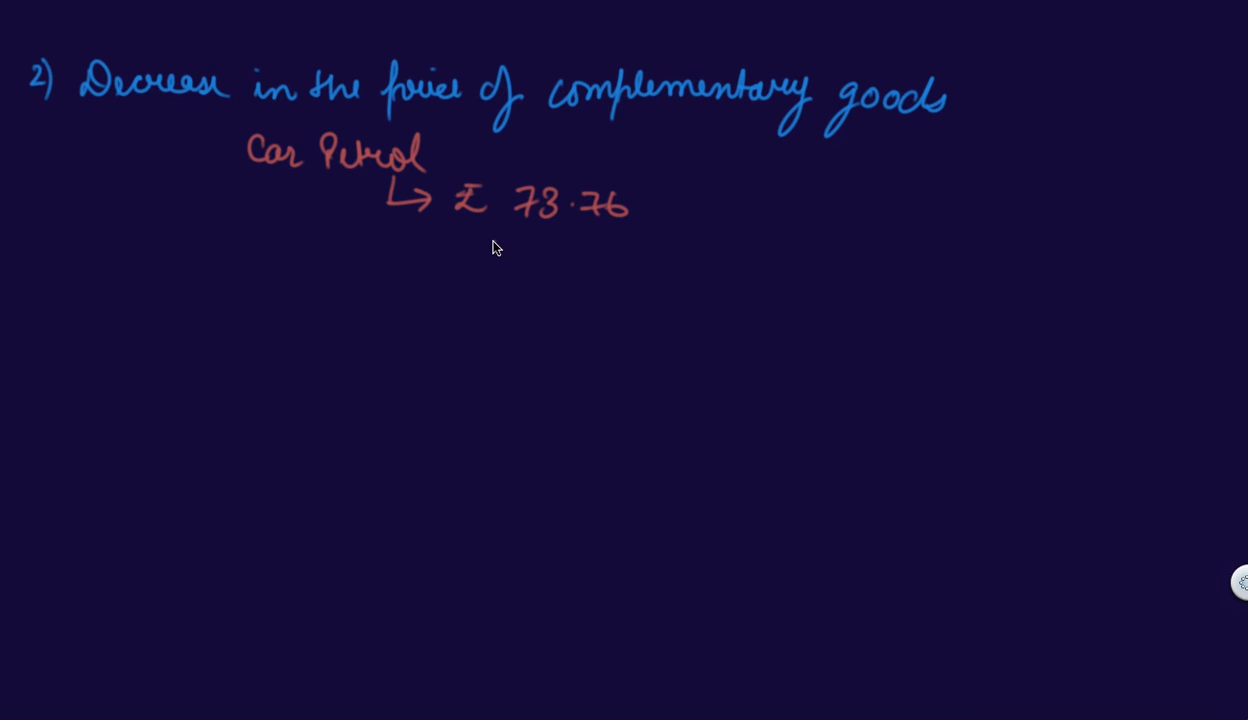 2) Decrease in the price of complementary goods
Car Petrol
↳ ₹ 73.76